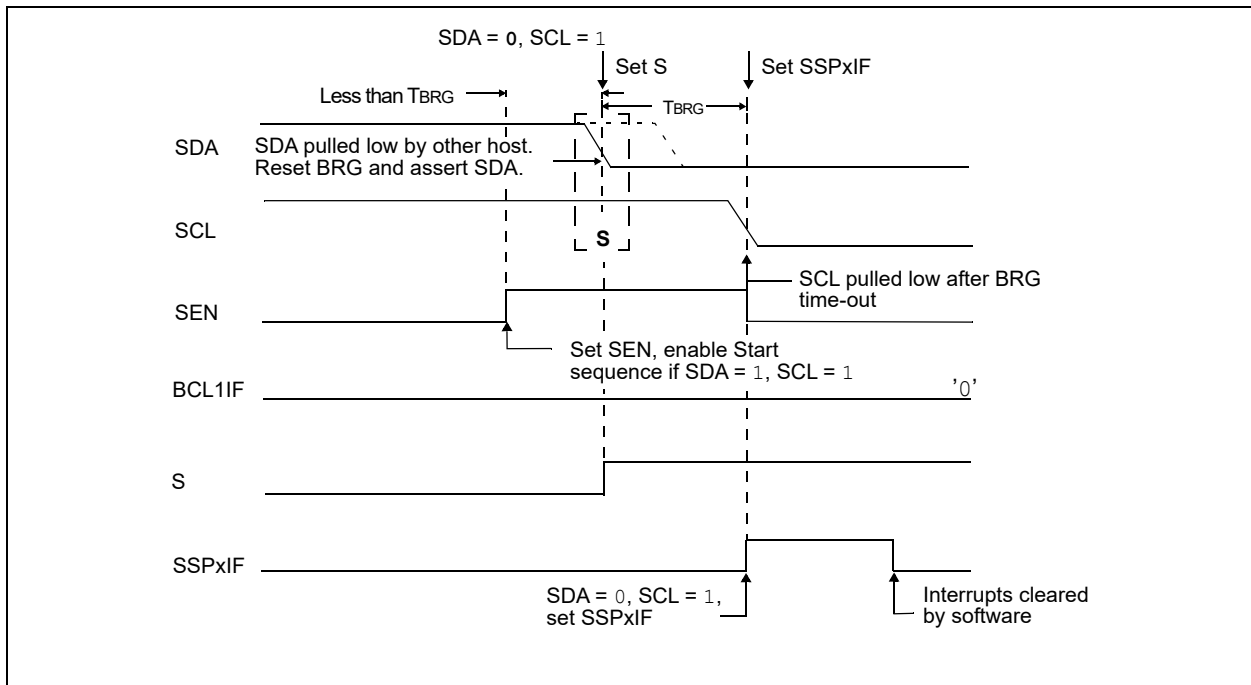 SDA = 0, SCL = 1
Set S
Set SSPxIF
Less than TBRG
TBRG
SDA
SDA pulled low by other host.
Reset BRG and assert SDA.
SCL
S
SCL pulled low after BRG
time-out
SEN
Set SEN, enable Start
sequence if SDA = 1, SCL = 1
BCL1IF
'0'
S
SSPxIF
SDA = 0, SCL = 1,
set SSPxIF
Interrupts cleared
by software